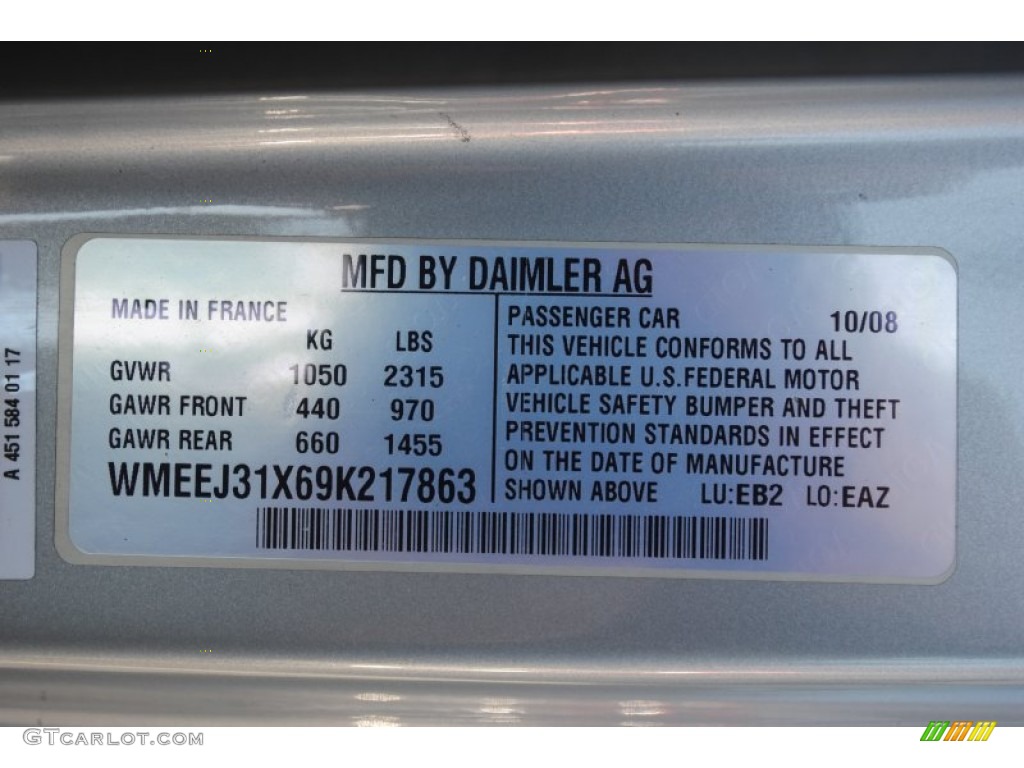 MFD BY DAIMLER AG
MADE IN FRANCE
KG LBS
GVWR 1050 2315
GAWR FRONT 440 970
GAWR REAR 660 1455
WMEEJ31X69K217863
PASSENGER CAR 10/08
THIS VEHICLE CONFORMS TO ALL
APPLICABLE U.S.FEDERAL MOTOR
VEHICLE SAFETY BUMPER AND THEFT
PREVENTION STANDARDS IN EFFECT
ON THE DATE OF MANUFACTURE
SHOWN ABOVE LU:EB2 LO:EAZ
A 451 584 01 17
GTCARLOT.COM